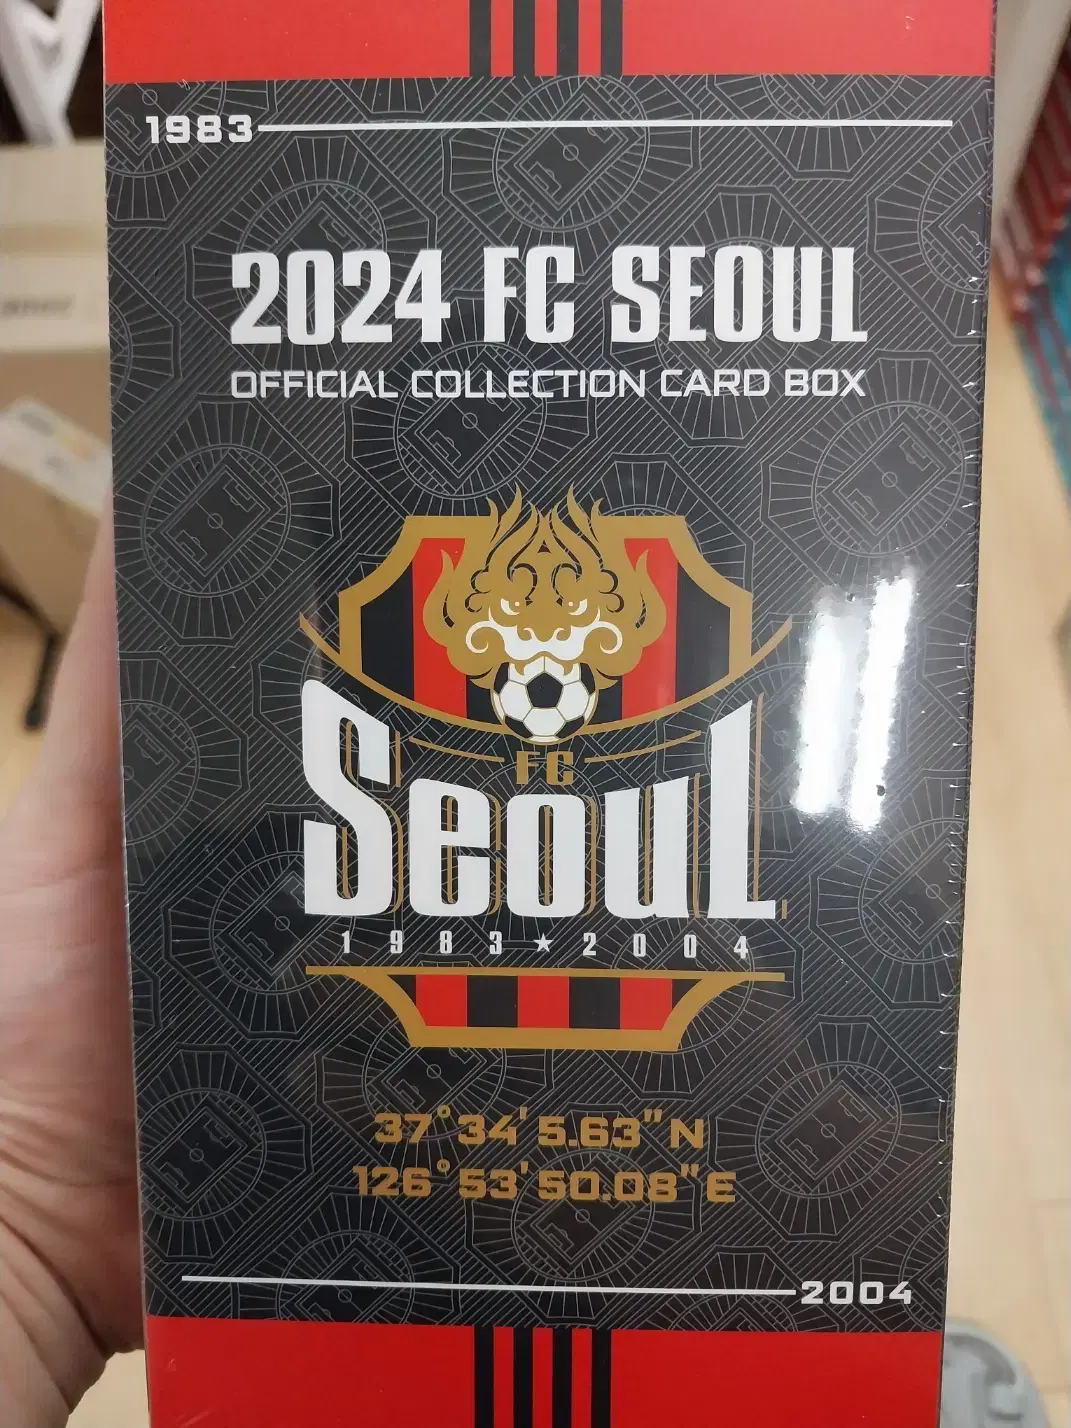 1983
2024 FC SEOUL
OFFICIAL COLLECTION CARD BOX
FC
Seoul
1983★2004
37°34'5.63"N
126°53'50.08"E
2004